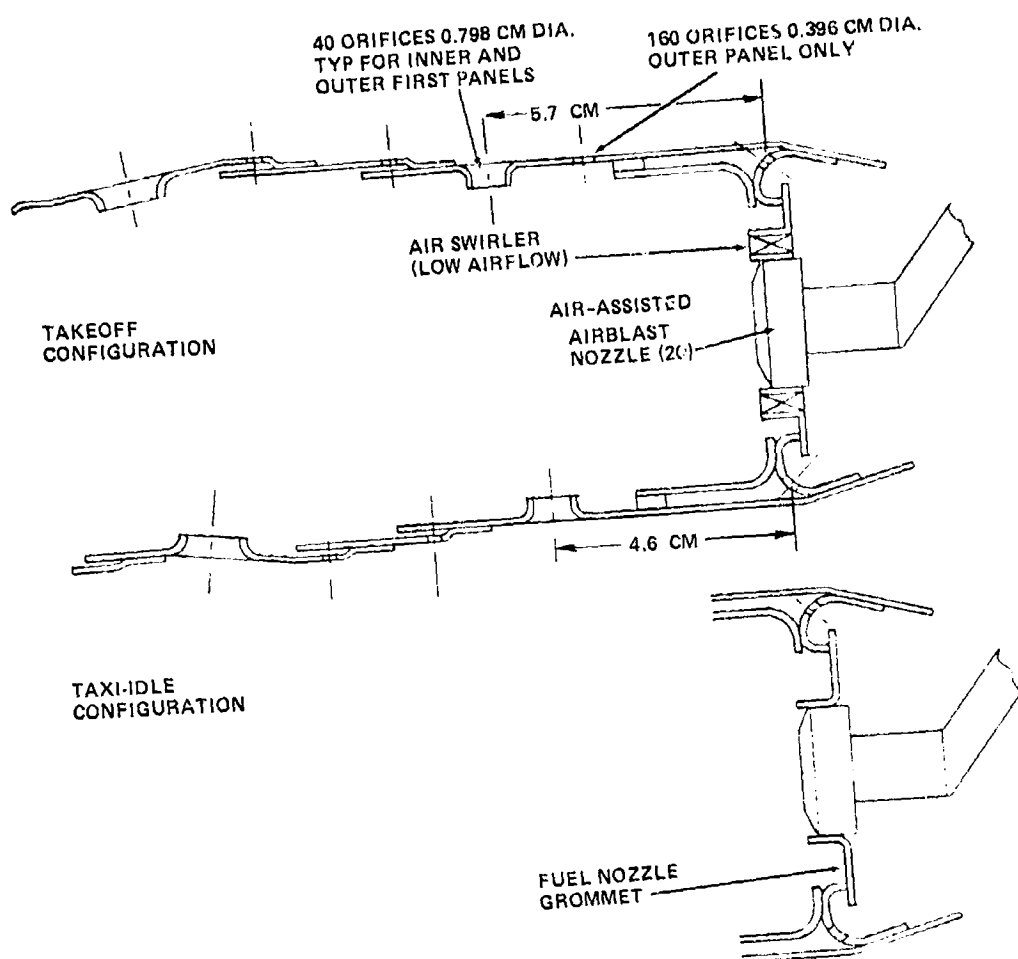 40 ORIFICES 0.798 CM DIA.
TYP FOR INNER AND
OUTER FIRST PANELS
160 ORIFICES 0.396 CM DIA.
OUTER PANEL ONLY
5.7 CM
AIR SWIRLER
(LOW AIRFLOW)
AIR-ASSISTED
AIRBLAST
NOZZLE
TAKEOFF
CONFIGURATION
4.6 CM
TAXI-IDLE
CONFIGURATION
FUEL NOZZLE
GROMMET